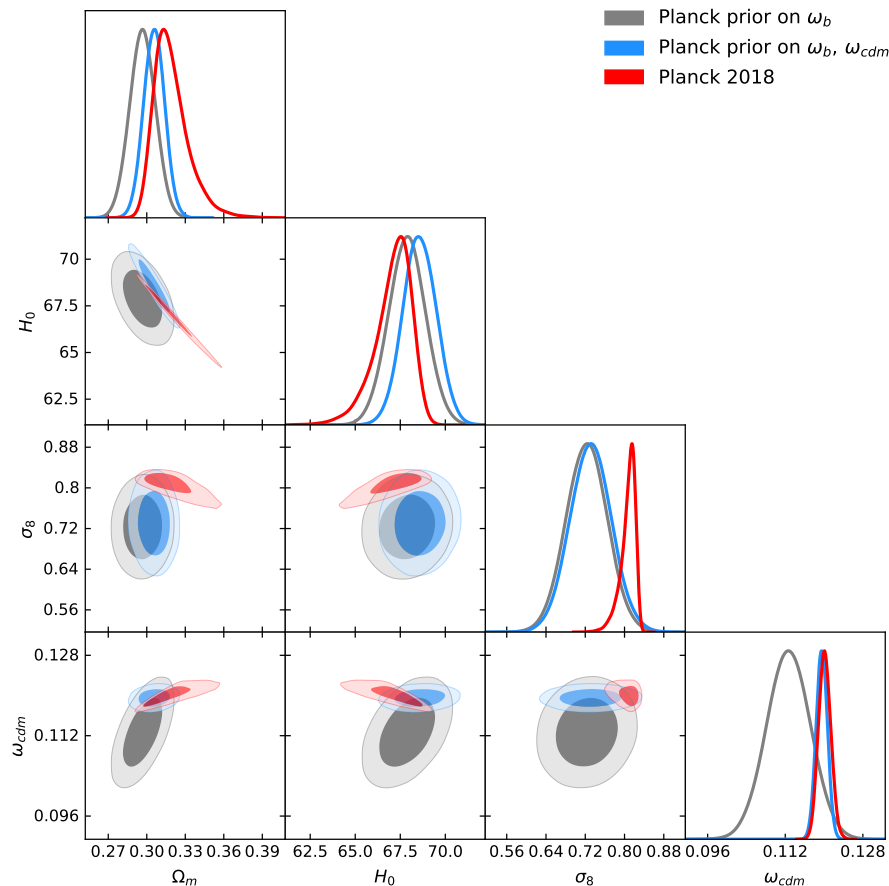 Planck prior on ω_b
Planck prior on ω_b, ω_cdm
Planck 2018
70
67.5
65
62.5
H_0
0.88
0.8
0.72
0.64
0.56
σ_8
0.128
0.112
0.096
ω_cdm
0.27 0.30 0.33 0.36 0.39
62.5 65.0 67.5 70.0
0.56 0.64 0.72 0.80 0.88
0.096 0.112 0.128
Ω_m
H_0
σ_8
ω_cdm